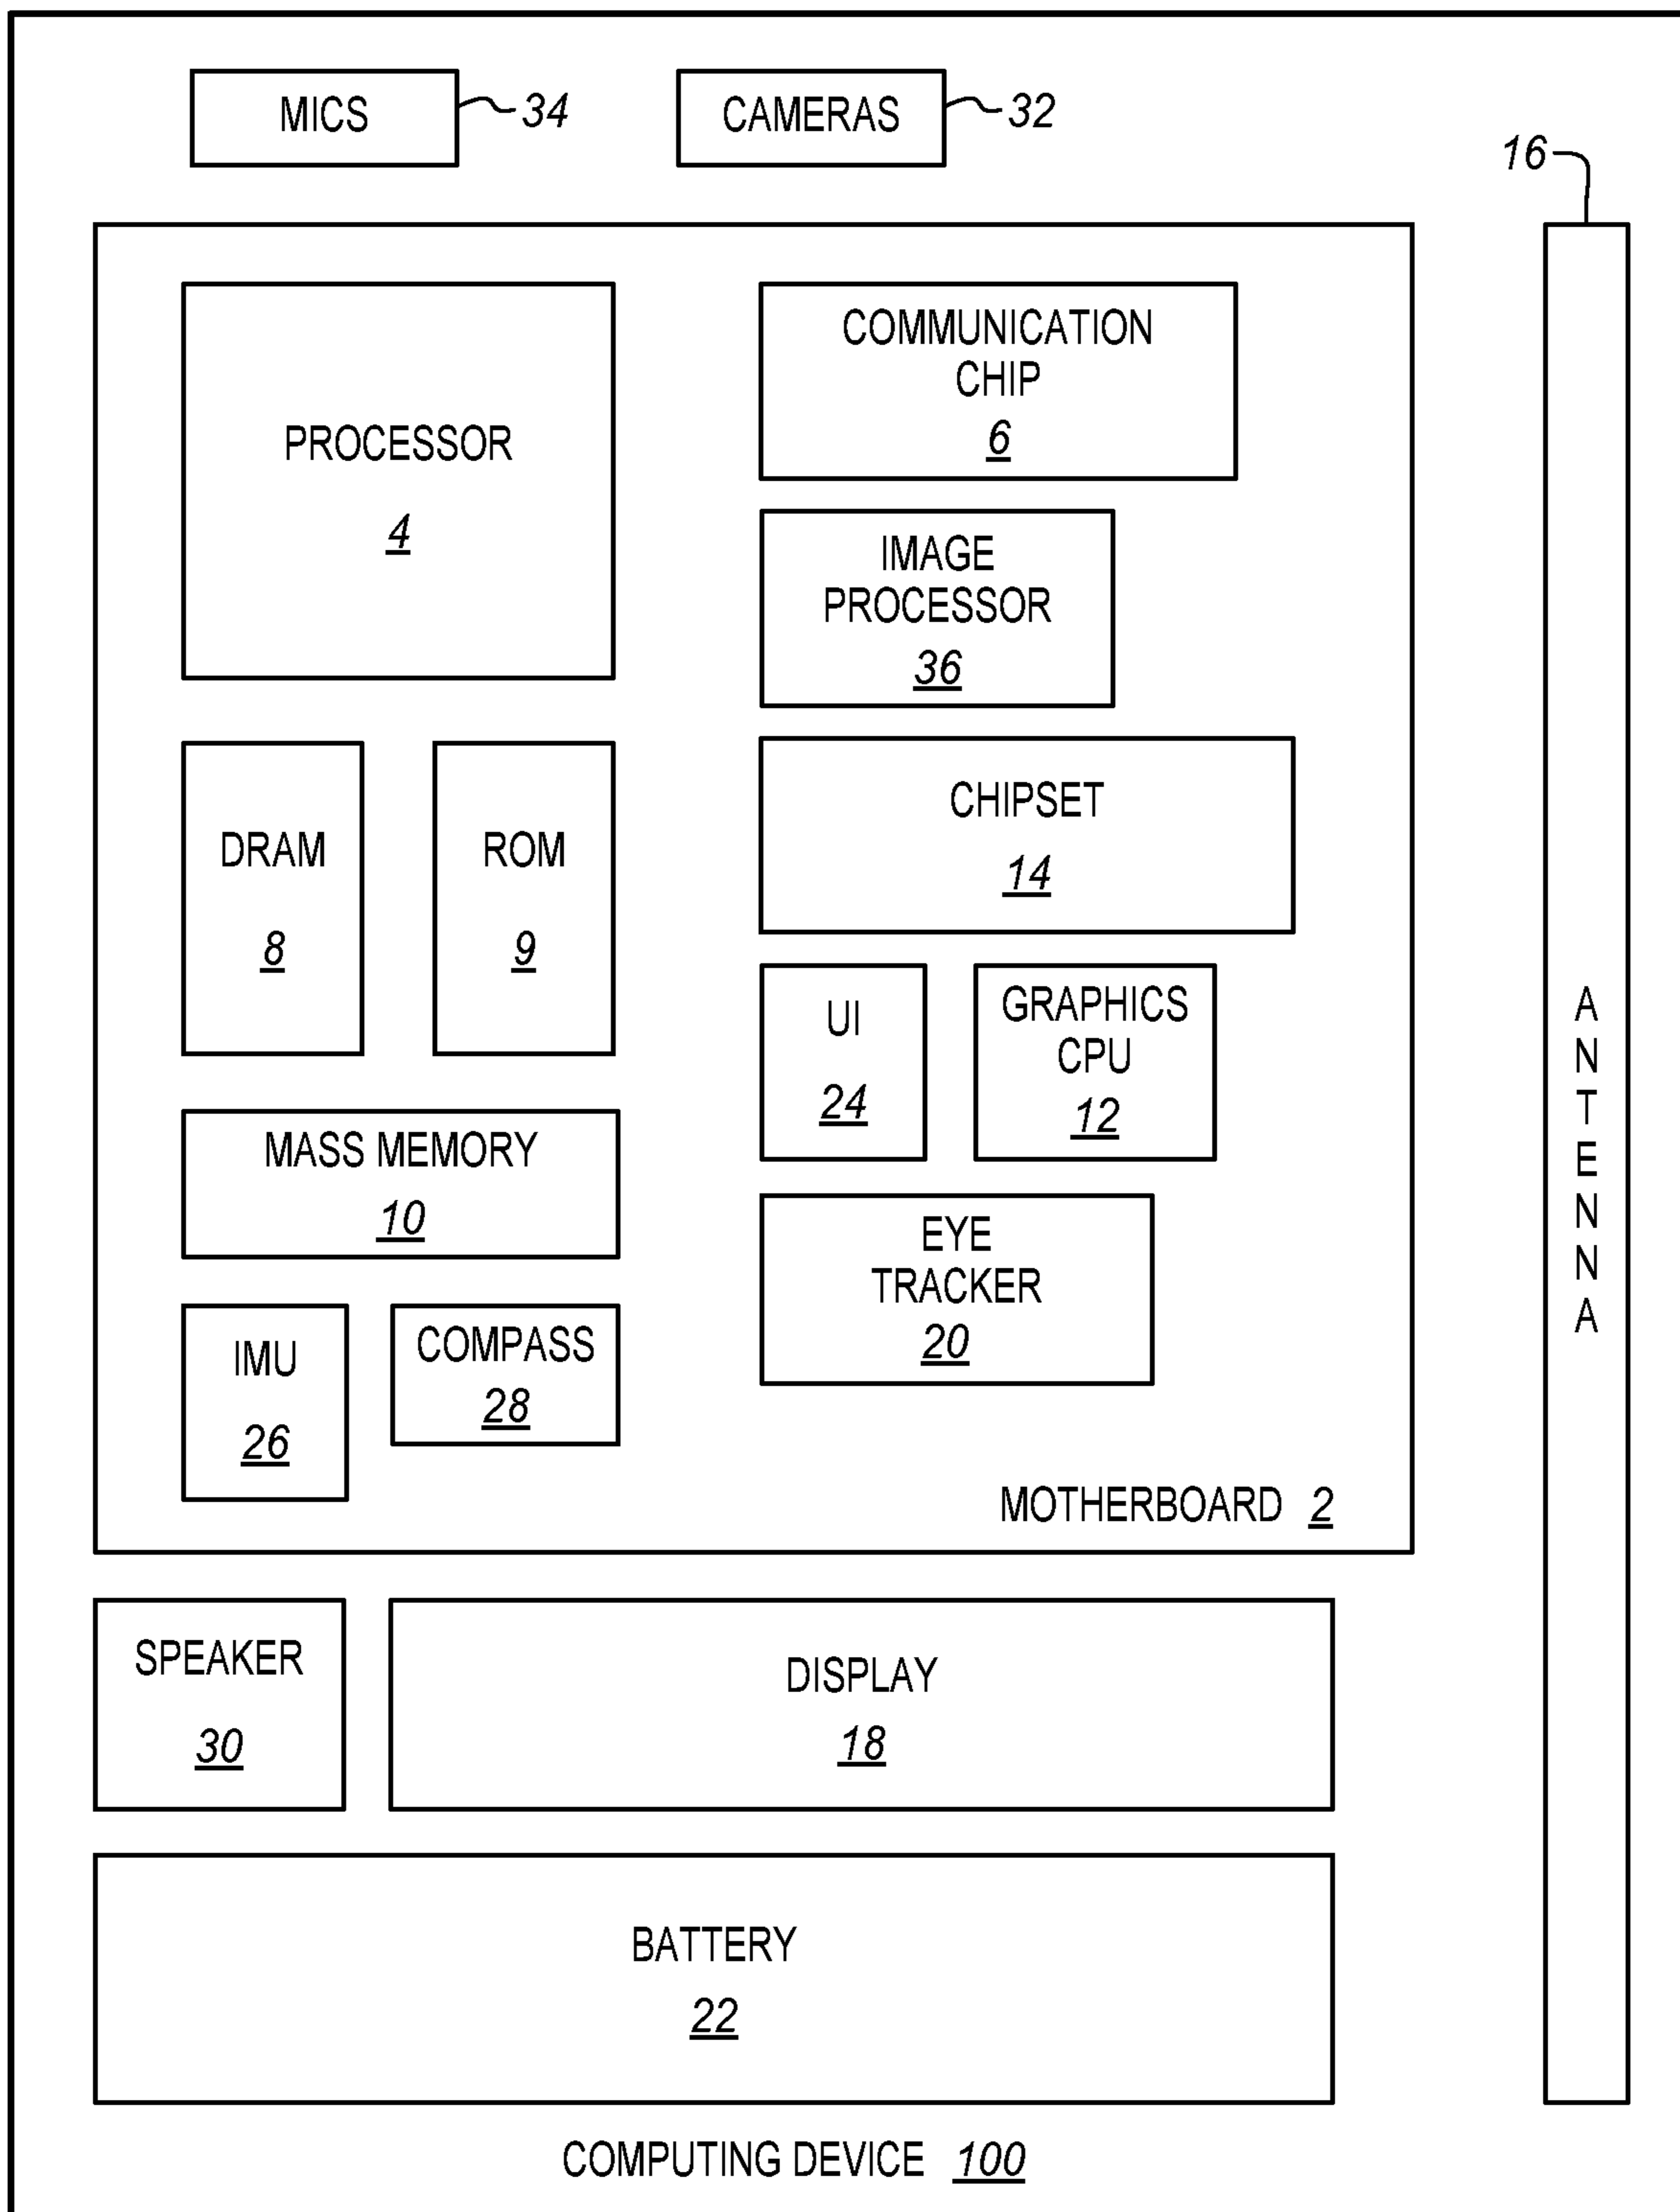 MICS
34
CAMERAS
32
16
PROCESSOR
4
COMMUNICATION
CHIP
6
IMAGE
PROCESSOR
36
DRAM
8
ROM
9
CHIPSET
14
UI
24
GRAPHICS
CPU
12
MASS MEMORY
10
EYE
TRACKER
20
IMU
26
COMPASS
28
MOTHERBOARD 2
ANTENNA
SPEAKER
30
DISPLAY
18
BATTERY
22
COMPUTING DEVICE 100